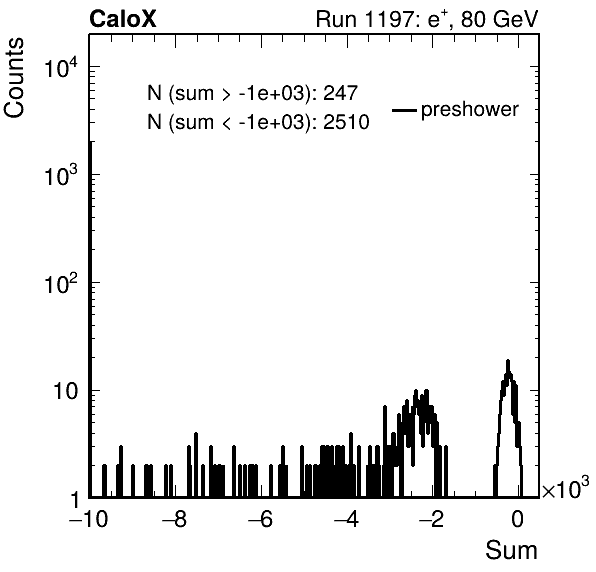 CaloX Run 1197: e⁺, 80 GeV
Counts
N (sum > -1e+03): 247
N (sum < -1e+03): 2510
preshower
10⁴
10³
10²
10
1
−10 −8 −6 −4 −2 0 ×10³
Sum